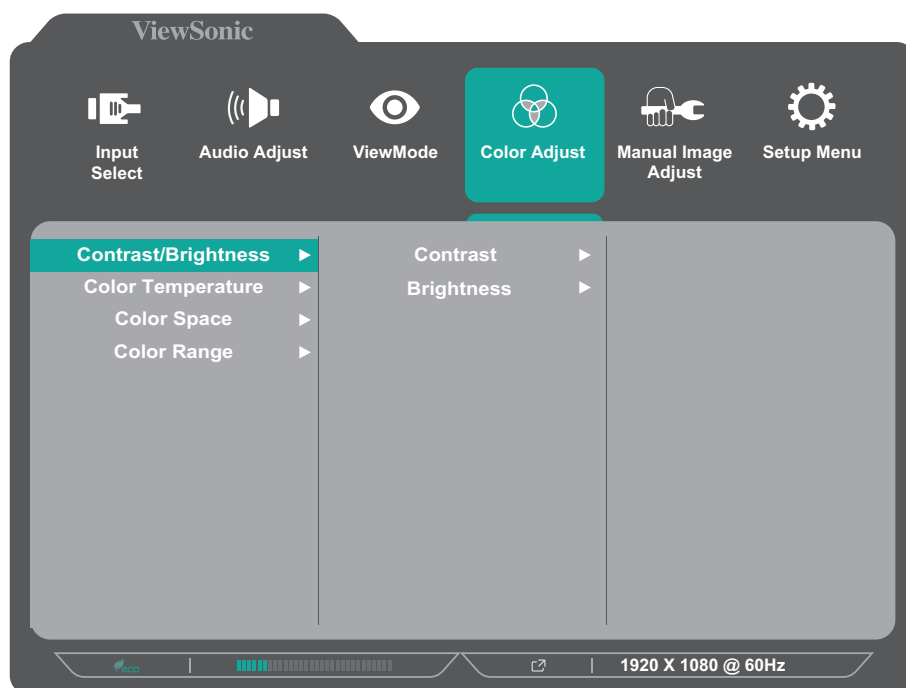 ViewSonic
Input
Select
Audio Adjust
ViewMode
Color Adjust
Manual Image
Adjust
Setup Menu
Contrast/Brightness
Color Temperature
Color Space
Color Range
Contrast
Brightness
eco
1920 X 1080 @ 60Hz